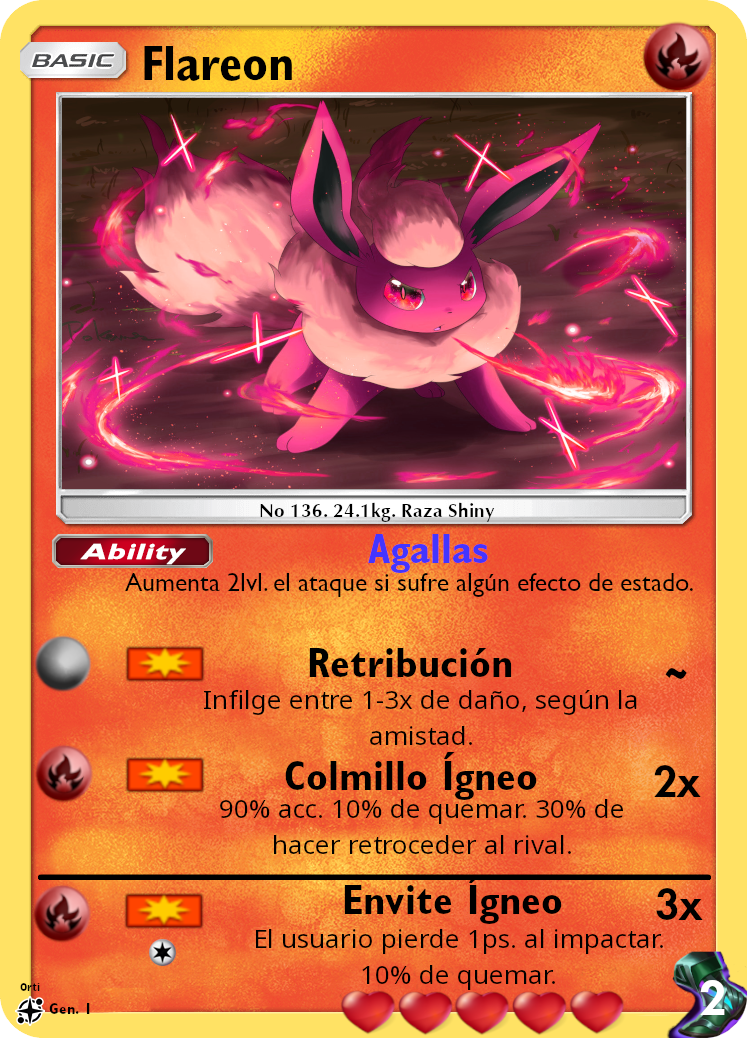 BASIC Flareon
No 136. 24.1kg. Raza Shiny
Ability Agallas
Aumenta 2lvl. el ataque si sufre algún efecto de estado.
Retribución ~
Infilge entre 1-3x de daño, según la
amistad.
Colmillo Ígneo 2x
90% acc. 10% de quemar. 30% de
hacer retroceder al rival.
Envite Ígneo 3x
El usuario pierde 1ps. al impactar.
10% de quemar.
Orti
Gen. I
2